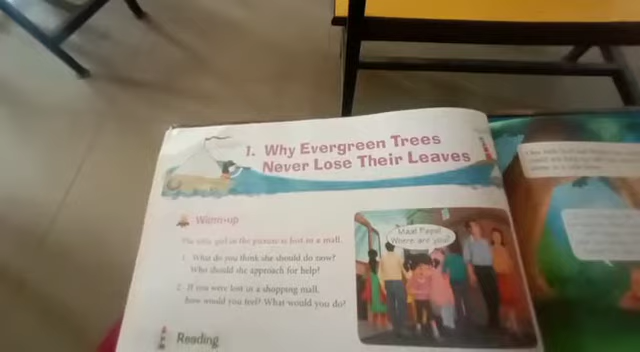 1. Why Evergreen Trees
Never Lose Their Leaves
Warm-up
The little girl in the picture is lost in a mall.
1. What do you think she should do now?
Who should she approach for help?
2. If you were lost in a shopping mall,
how would you feel? What would you do?
Maa! Papa!
Where are you?
Reading